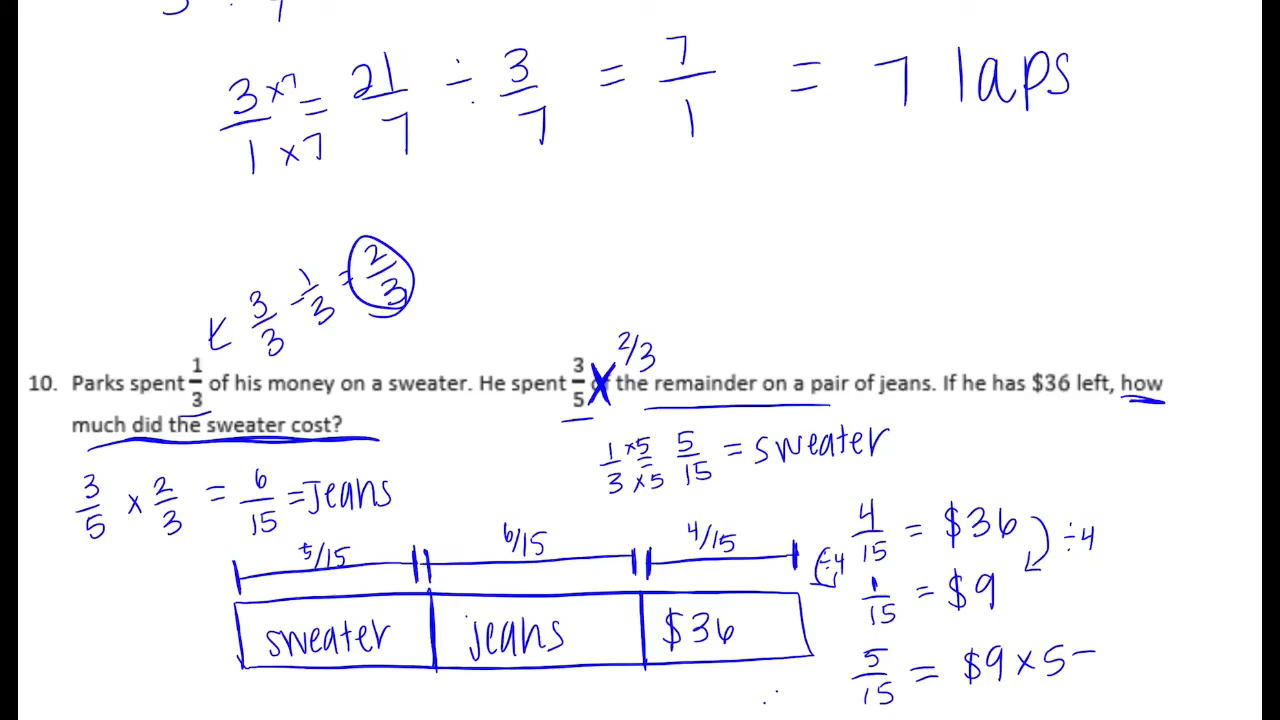 3/1 ×7/×7 = 21/7 ÷ 3/7 = 7/1 = 7 laps
3/3 - 1/3 = 2/3
2/3
10. Parks spent 1/3 of his money on a sweater. He spent 3/5 × the remainder on a pair of jeans. If he has $36 left, how
much did the sweater cost?
1/3 ×5/×5 = 5/15 = sweater
3/5 × 2/3 = 6/15 = Jeans
5/15 6/15 4/15
sweater jeans $36
4/15 = $36
÷4 ÷4
1/15 = $9
5/15 = $9 × 5 -